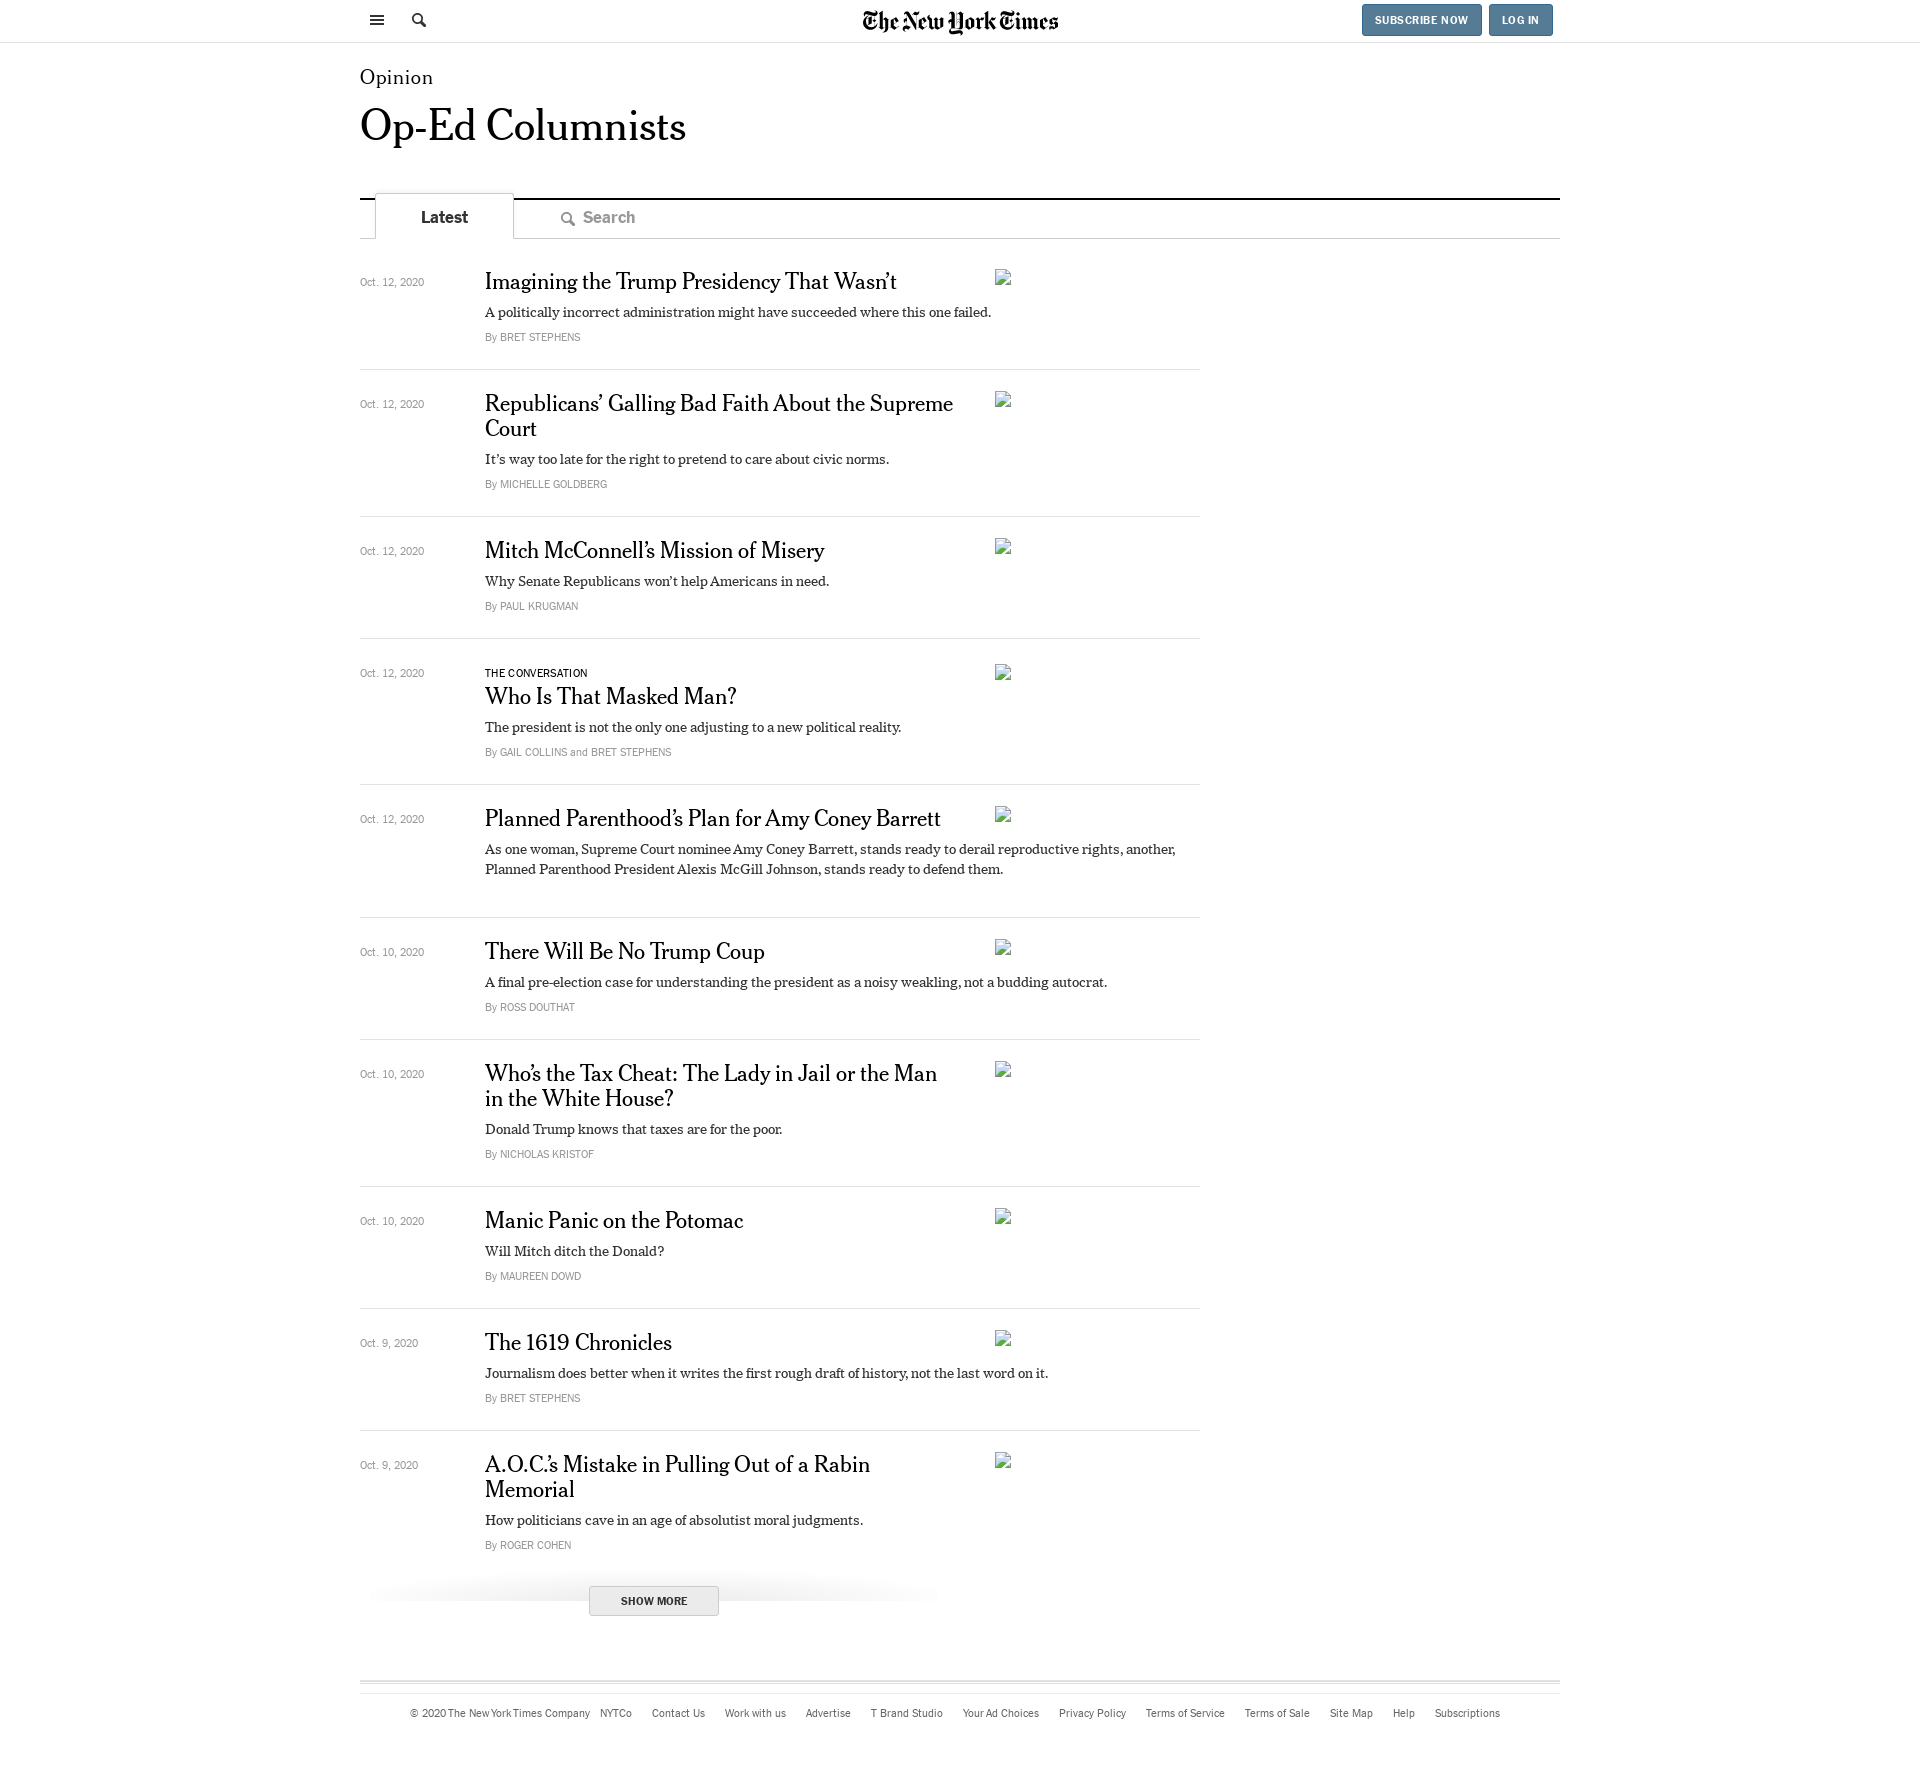 The New York Times
SUBSCRIBE NOW
LOG IN
Opinion
Op-Ed Columnists
Latest
Search
Oct. 12, 2020
Imagining the Trump Presidency That Wasn’t
A politically incorrect administration might have succeeded where this one failed.
By BRET STEPHENS
Oct. 12, 2020
Republicans’ Galling Bad Faith About the Supreme
Court
It’s way too late for the right to pretend to care about civic norms.
By MICHELLE GOLDBERG
Oct. 12, 2020
Mitch McConnell’s Mission of Misery
Why Senate Republicans won’t help Americans in need.
By PAUL KRUGMAN
Oct. 12, 2020
THE CONVERSATION
Who Is That Masked Man?
The president is not the only one adjusting to a new political reality.
By GAIL COLLINS and BRET STEPHENS
Oct. 12, 2020
Planned Parenthood’s Plan for Amy Coney Barrett
As one woman, Supreme Court nominee Amy Coney Barrett, stands ready to derail reproductive rights, another,
Planned Parenthood President Alexis McGill Johnson, stands ready to defend them.
Oct. 10, 2020
There Will Be No Trump Coup
A final pre-election case for understanding the president as a noisy weakling, not a budding autocrat.
By ROSS DOUTHAT
Oct. 10, 2020
Who’s the Tax Cheat: The Lady in Jail or the Man
in the White House?
Donald Trump knows that taxes are for the poor.
By NICHOLAS KRISTOF
Oct. 10, 2020
Manic Panic on the Potomac
Will Mitch ditch the Donald?
By MAUREEN DOWD
Oct. 9, 2020
The 1619 Chronicles
Journalism does better when it writes the first rough draft of history, not the last word on it.
By BRET STEPHENS
Oct. 9, 2020
A.O.C.’s Mistake in Pulling Out of a Rabin
Memorial
How politicians cave in an age of absolutist moral judgments.
By ROGER COHEN
SHOW MORE
© 2020 The New York Times Company NYTCo Contact Us Work with us Advertise T Brand Studio Your Ad Choices Privacy Policy Terms of Service Terms of Sale Site Map Help Subscriptions